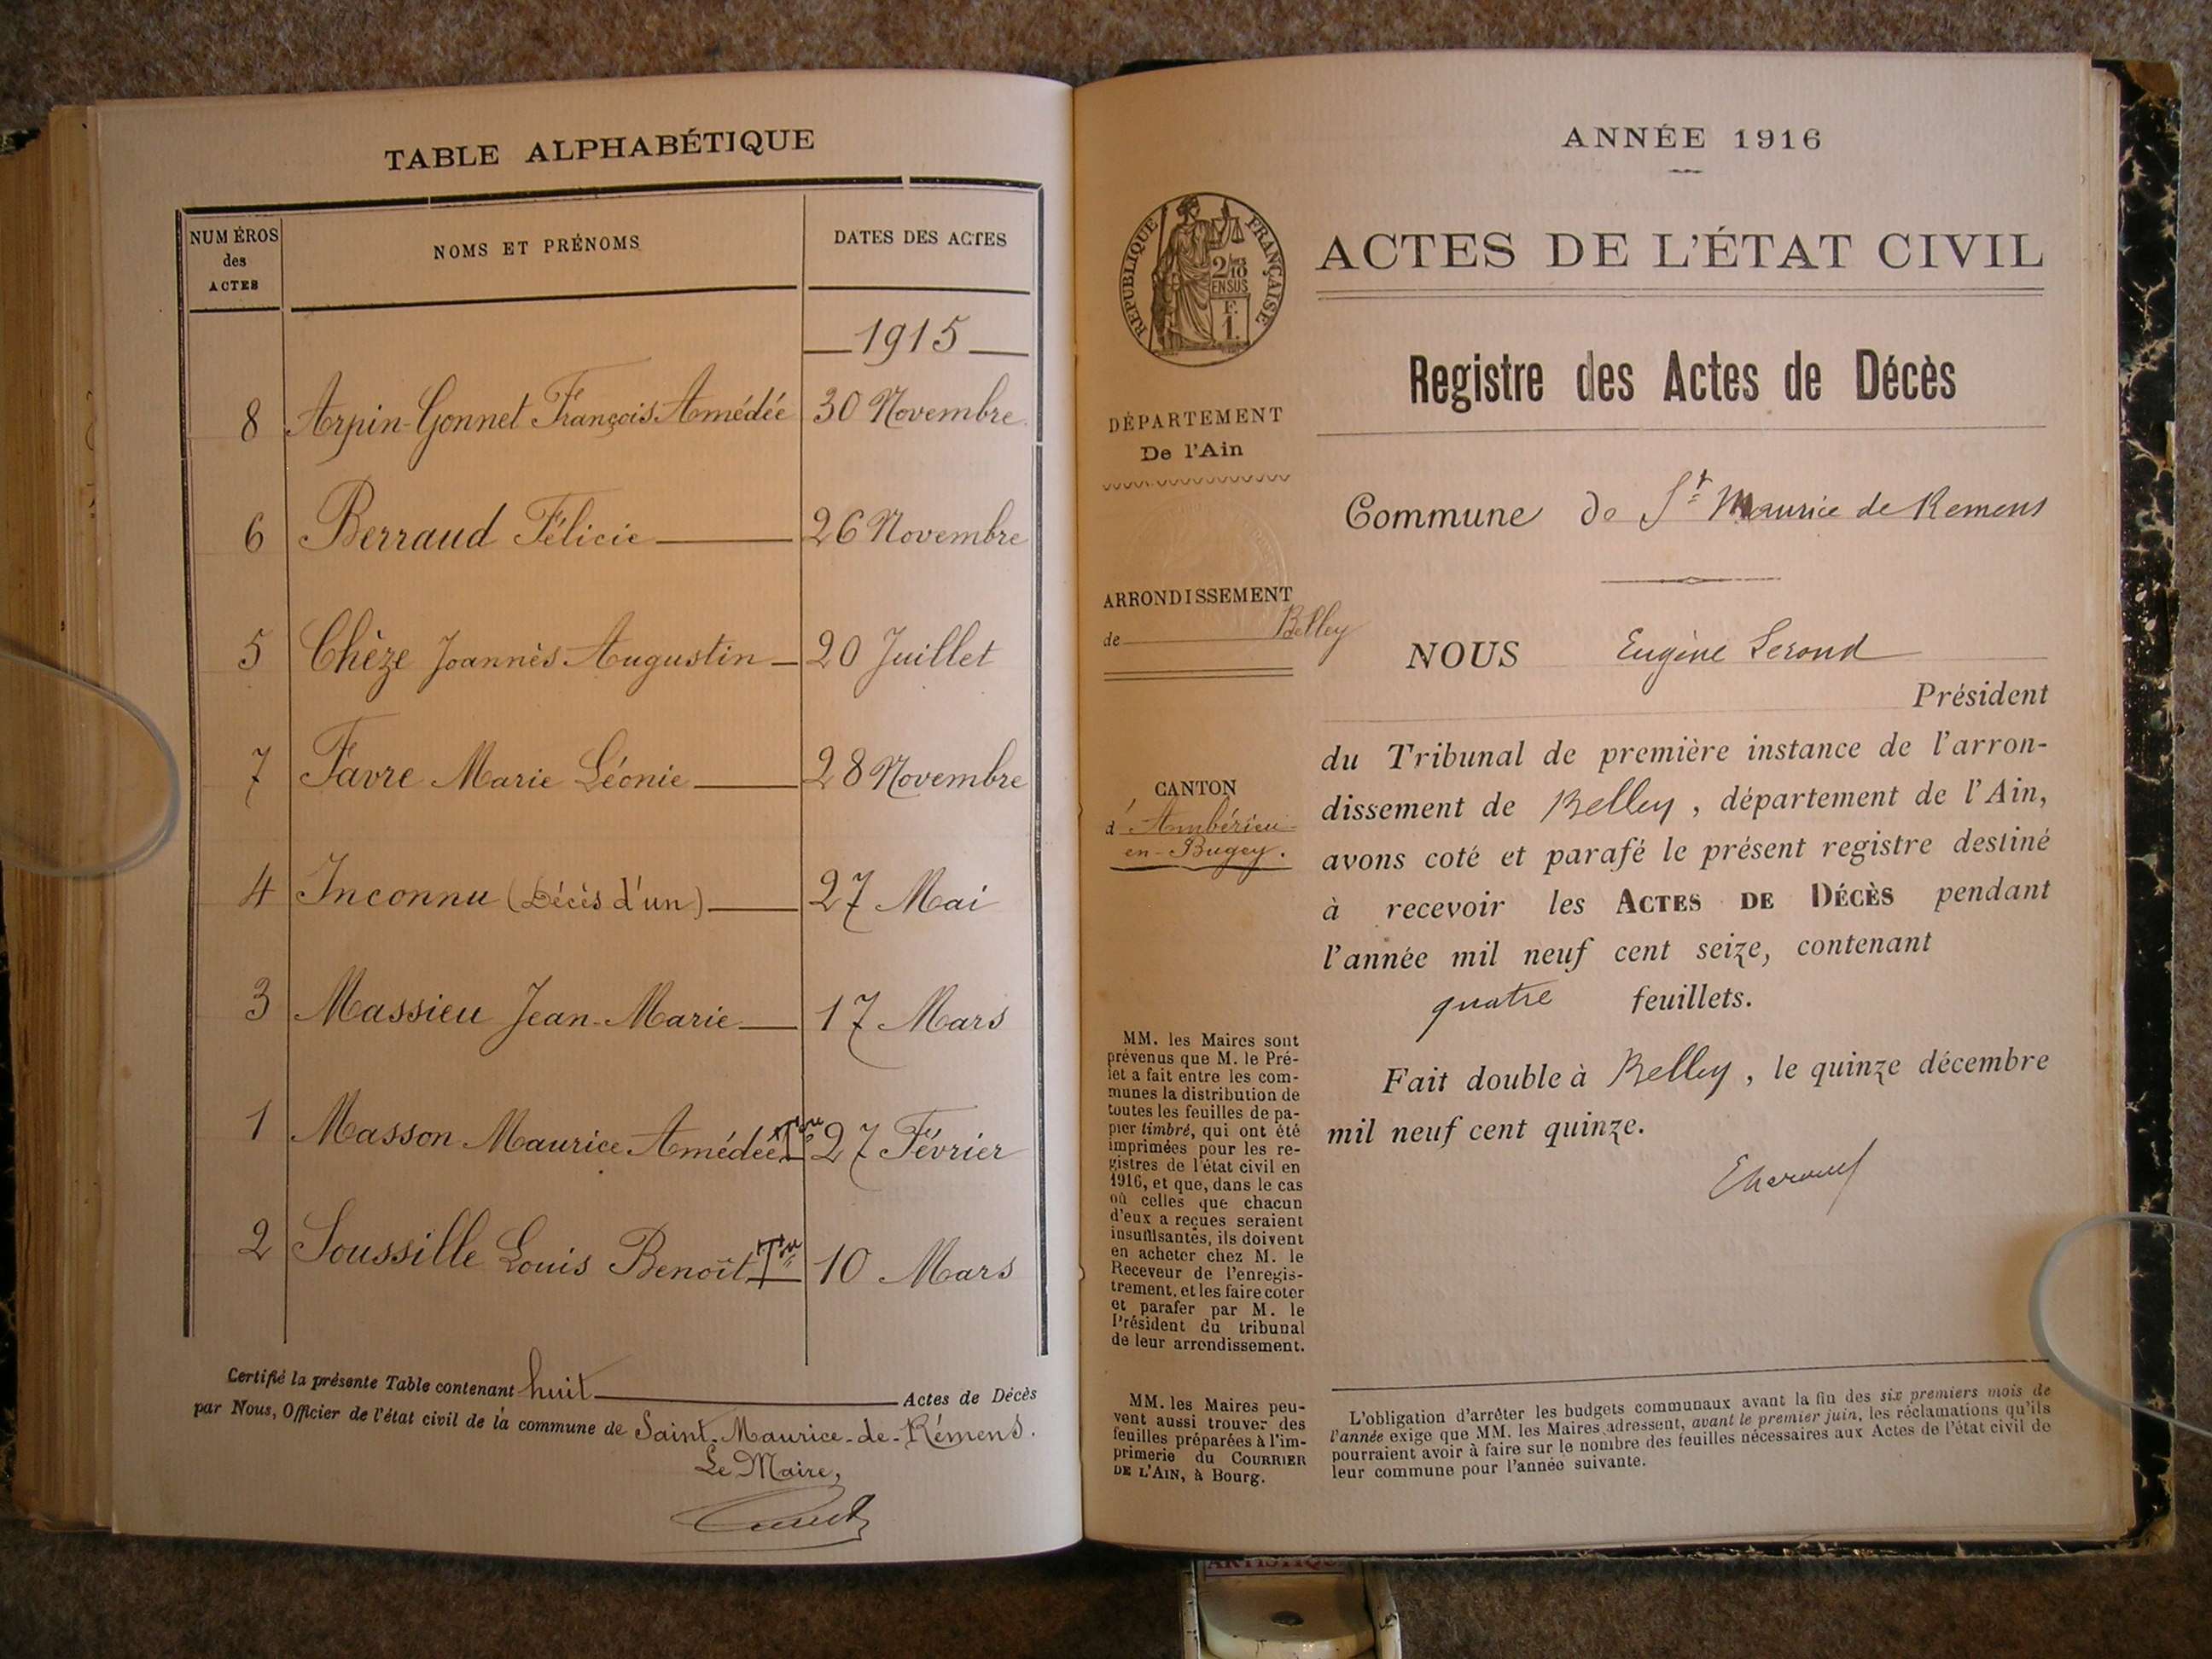 TABLE ALPHABÉTIQUE
NUMÉROS des ACTES
NOMS ET PRÉNOMS
DATES DES ACTES
1915
8 Arpin-Gonnet François Amédée 30 Novembre
6 Berraud Félicie 26 Novembre
5 Chèze Joannès Augustin 20 Juillet
7 Favre Marie Léonie 28 Novembre
4 Inconnu (Décès d'un) 27 Mai
3 Massieu Jean-Marie 17 Mars
1 Masson Maurice Amédée 27 Février
2 Soussille Louis Benoît 10 Mars
Certifié la présente Table contenant huit Actes de Décès
par Nous, Officier de l'état civil de la commune de Saint-Maurice-de-Rémens.
Le Maire,
ANNÉE 1916
RÉPUBLIQUE FRANÇAISE
2/10
EN SUS
F.
1.
ACTES DE L'ÉTAT CIVIL
Registre des Actes de Décès
DÉPARTEMENT
De l'Ain
Commune de St Maurice de Remens
ARRONDISSEMENT
de Belley
NOUS Eugène
Président
du Tribunal de première instance de l'arron-
dissement de Belley, département de l'Ain,
avons coté et parafé le présent registre destiné
à recevoir les ACTES DE DÉCÈS pendant
l'année mil neuf cent seize, contenant
quatre feuillets.
Fait double à Belley, le quinze décembre
mil neuf cent quinze.
CANTON
d'Ambérieu-
en-Bugey.
MM. les Maires sont
prévenus que M. le Pré-
fet a fait entre les com-
munes la distribution de
toutes les feuilles de pa-
pier timbré, qui ont été
imprimées pour les re-
gistres de l'état civil en
1916, et que, dans le cas
où celles que chacun
d'eux a reçues seraient
insuffisantes, ils doivent
en acheter chez M. le
Receveur de l'enregis-
trement, et les faire coter
et parafer par M. le
Président du tribunal
de leur arrondissement.
MM. les Maires peu-
vent aussi trouver des
feuilles préparées à l'im-
primerie du COURRIER
DE L'AIN, à Bourg.
L'obligation d'arrêter les budgets communaux avant la fin des six premiers mois de
l'année exige que MM. les Maires adressent, avant le premier juin, les réclamations qu'ils
pourraient avoir à faire sur le nombre des feuilles nécessaires aux Actes de l'état civil de
leur commune pour l'année suivante.